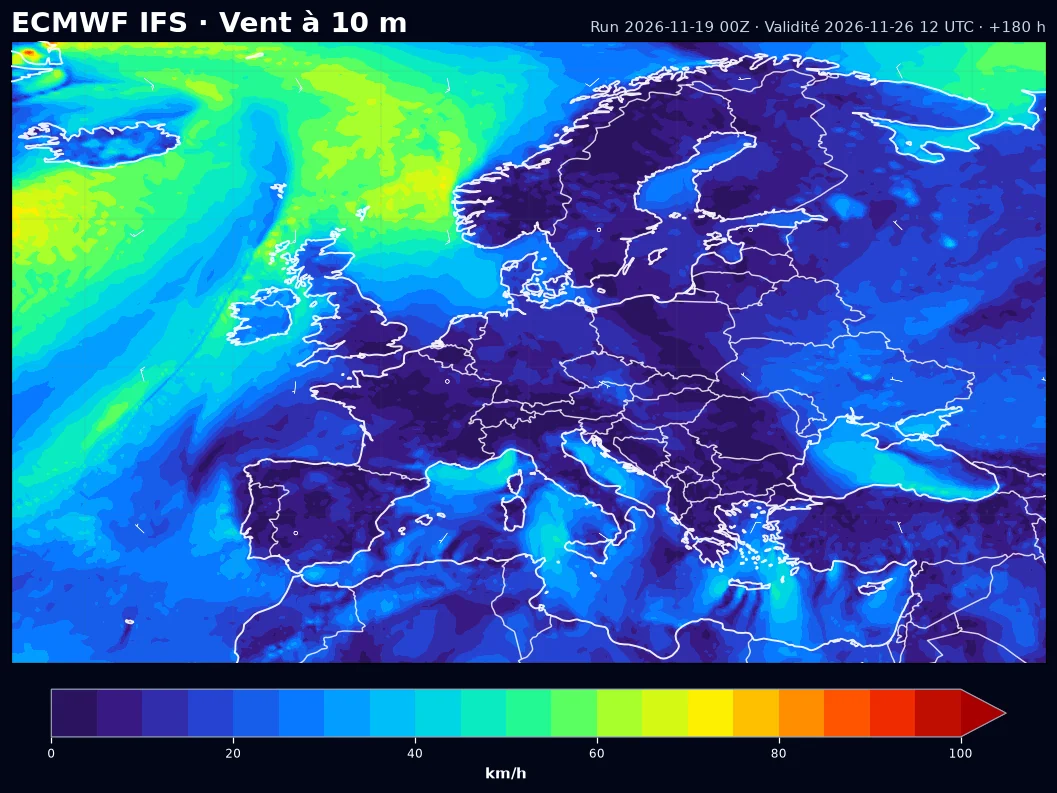 ECMWF IFS · Vent à 10 m
Run 2026-11-19 00Z · Validité 2026-11-26 12 UTC · +180 h
0 20 40 60 80 100
km/h